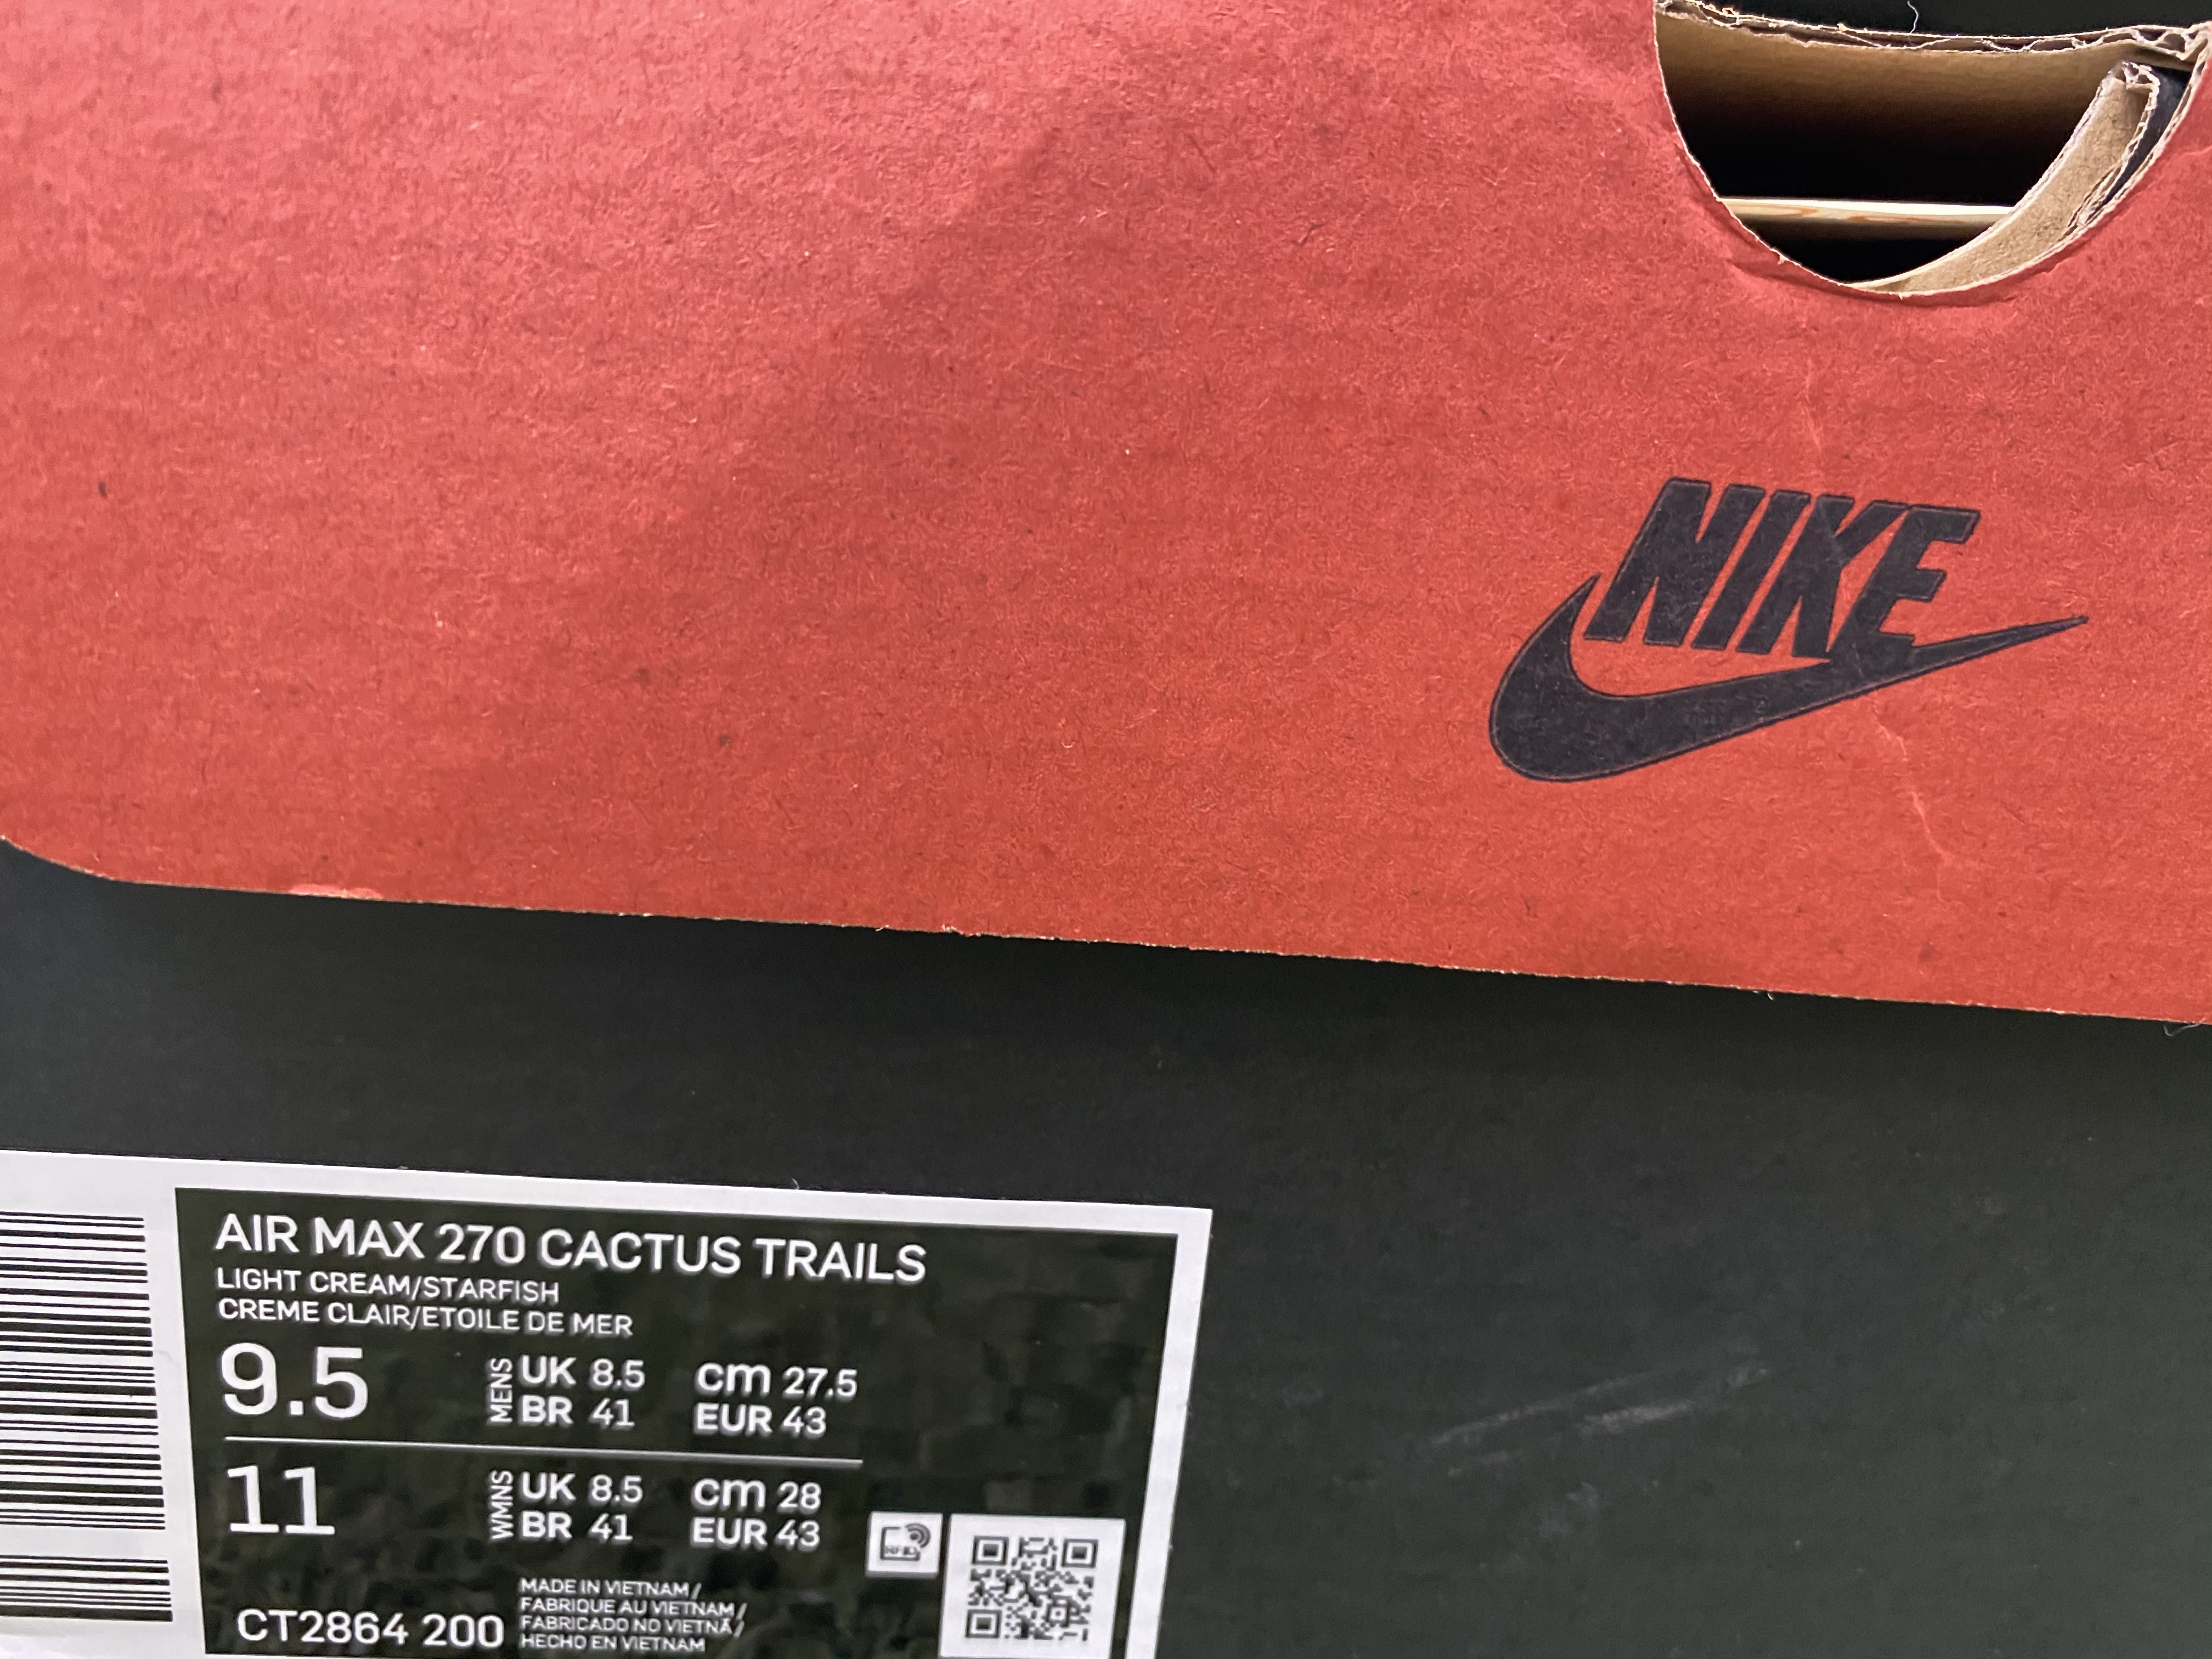 NIKE
AIR MAX 270 CACTUS TRAILS
LIGHT CREAM/STARFISH
CREME CLAIR/ETOILE DE MER
9.5 MENS UK 8.5 cm 27.5
BR 41 EUR 43
11 WMNS UK 8.5 cm 28
BR 41 EUR 43
RFID
CT2864 200
MADE IN VIETNAM /
FABRIQUE AU VIETNAM /
FABRICADO NO VIETNÃ /
HECHO EN VIETNAM